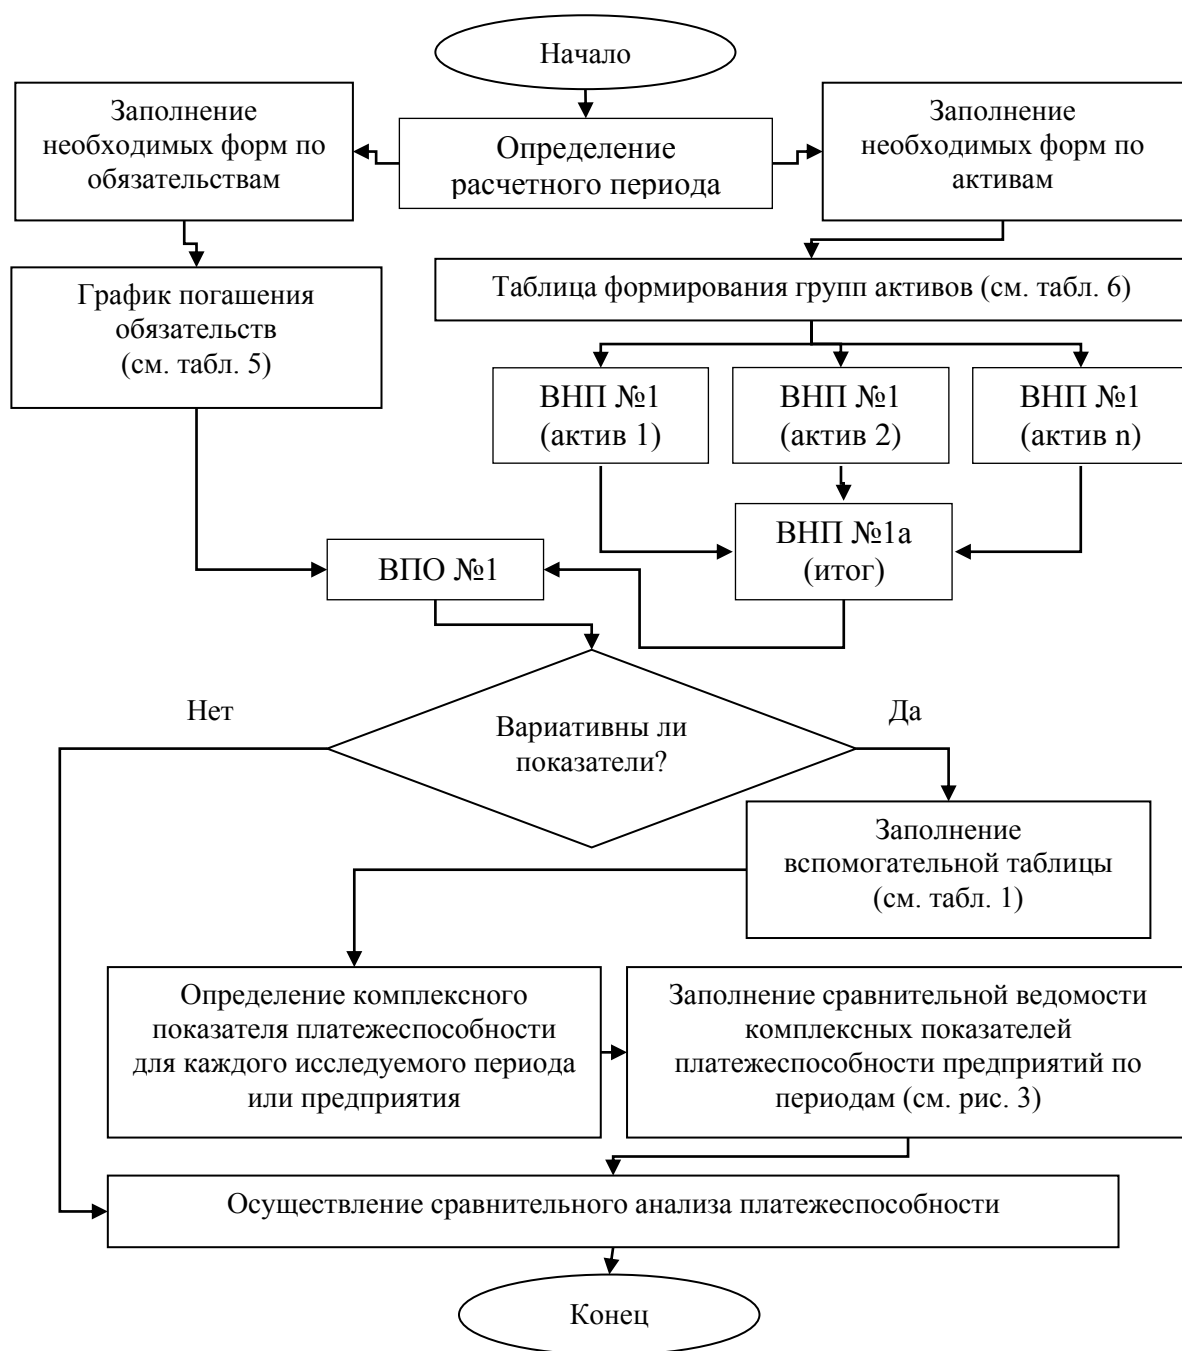 Начало
Заполнение
необходимых форм по
обязательствам
Определение
расчетного периода
Заполнение
необходимых форм по
активам
График погашения
обязательств
(см. табл. 5)
Таблица формирования групп активов (см. табл. 6)
ВНП №1
(актив 1)
ВНП №1
(актив 2)
ВНП №1
(актив n)
ВНП №1а
(итог)
ВПО №1
Нет
Вариативны ли
показатели?
Да
Заполнение
вспомогательной таблицы
(см. табл. 1)
Определение комплексного
показателя платежеспособности
для каждого исследуемого периода
или предприятия
Заполнение сравнительной ведомости
комплексных показателей
платежеспособности предприятий по
периодам (см. рис. 3)
Осуществление сравнительного анализа платежеспособности
Конец